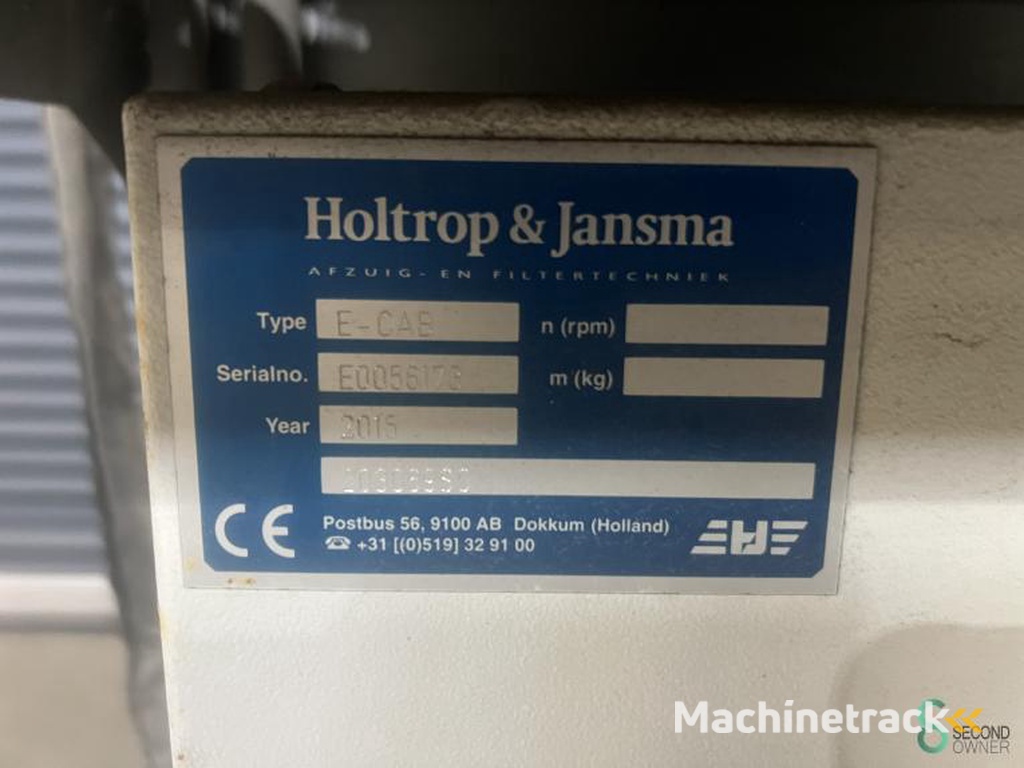 Holtrop & Jansma
AFZUIG- EN FILTERTECHNIEK
Type E-CAB n (rpm)
Serialno. m (kg)
Year
CE Postbus 56, 9100 AB Dokkum (Holland)
☎ +31 [(0)519] 32 91 00
Machinetrack
SECOND
OWNER